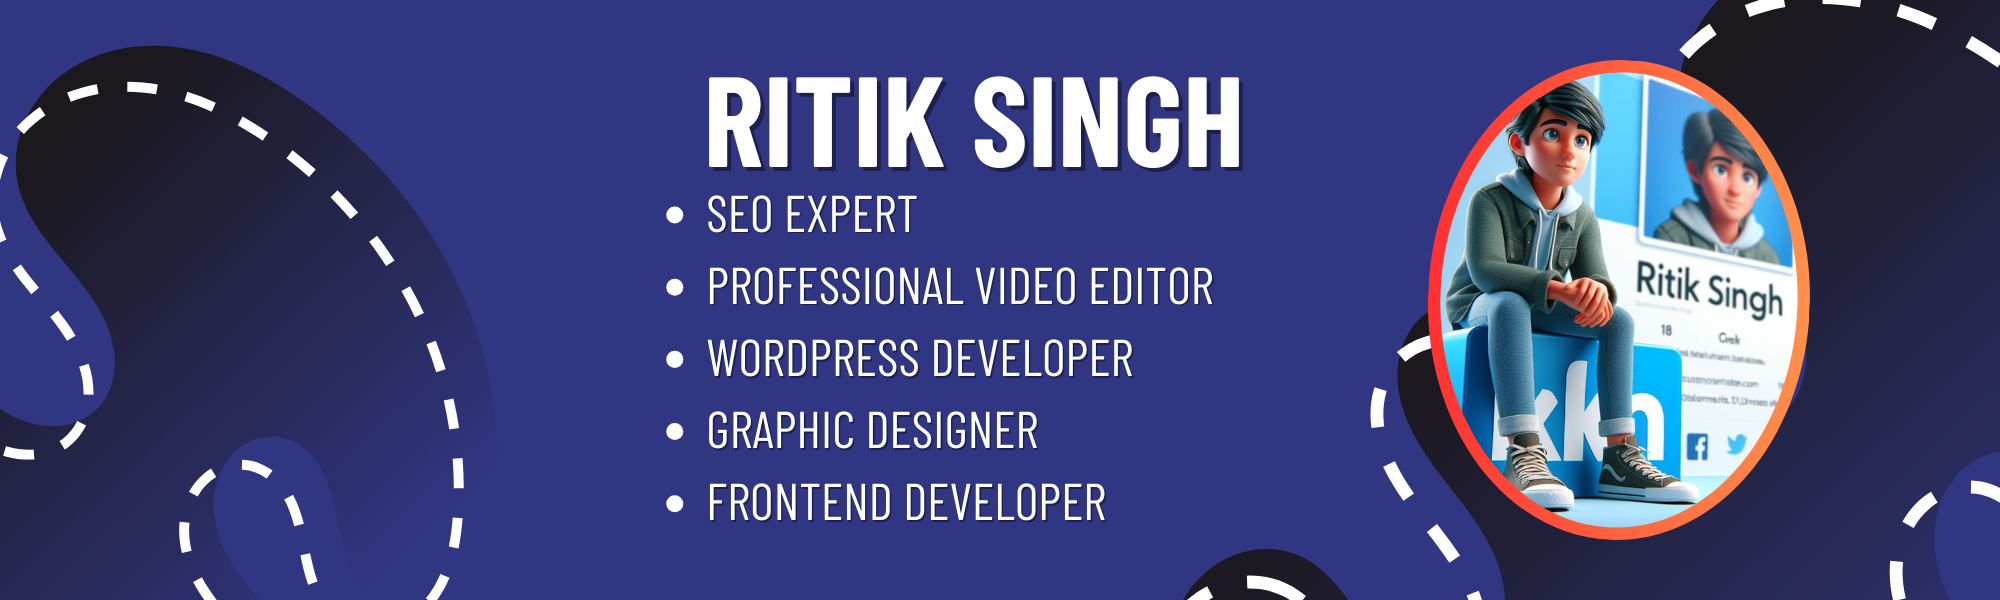 RITIK SINGH
SEO EXPERT
PROFESSIONAL VIDEO EDITOR
WORDPRESS DEVELOPER
GRAPHIC DESIGNER
FRONTEND DEVELOPER
Ritik Singh
18